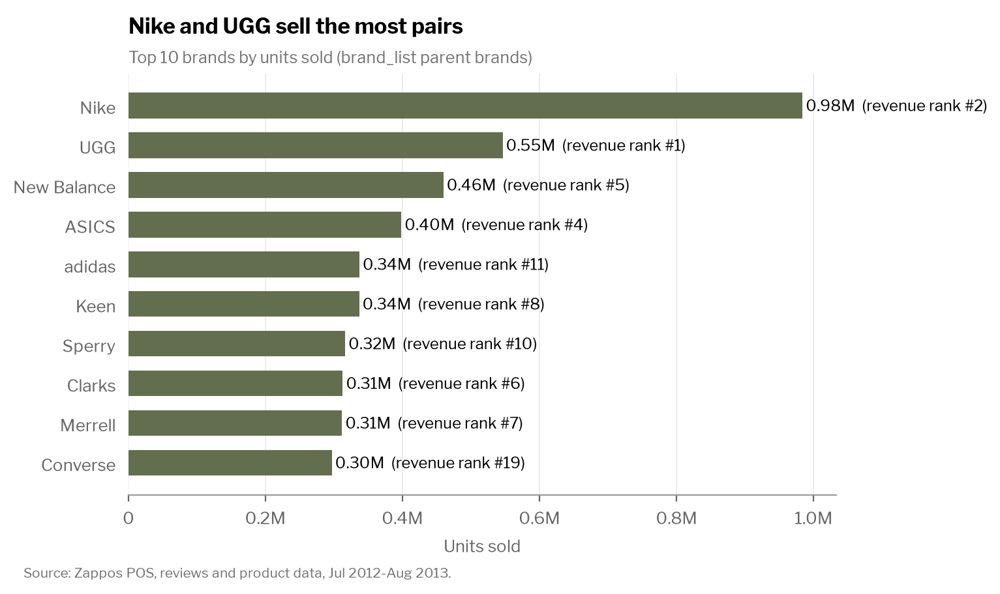 Nike and UGG sell the most pairs
Top 10 brands by units sold (brand_list parent brands)
Nike 0.98M (revenue rank #2)
UGG 0.55M (revenue rank #1)
New Balance 0.46M (revenue rank #5)
ASICS 0.40M (revenue rank #4)
adidas 0.34M (revenue rank #11)
Keen 0.34M (revenue rank #8)
Sperry 0.32M (revenue rank #10)
Clarks 0.31M (revenue rank #6)
Merrell 0.31M (revenue rank #7)
Converse 0.30M (revenue rank #19)
0 0.2M 0.4M 0.6M 0.8M 1.0M
Units sold
Source: Zappos POS, reviews and product data, Jul 2012-Aug 2013.